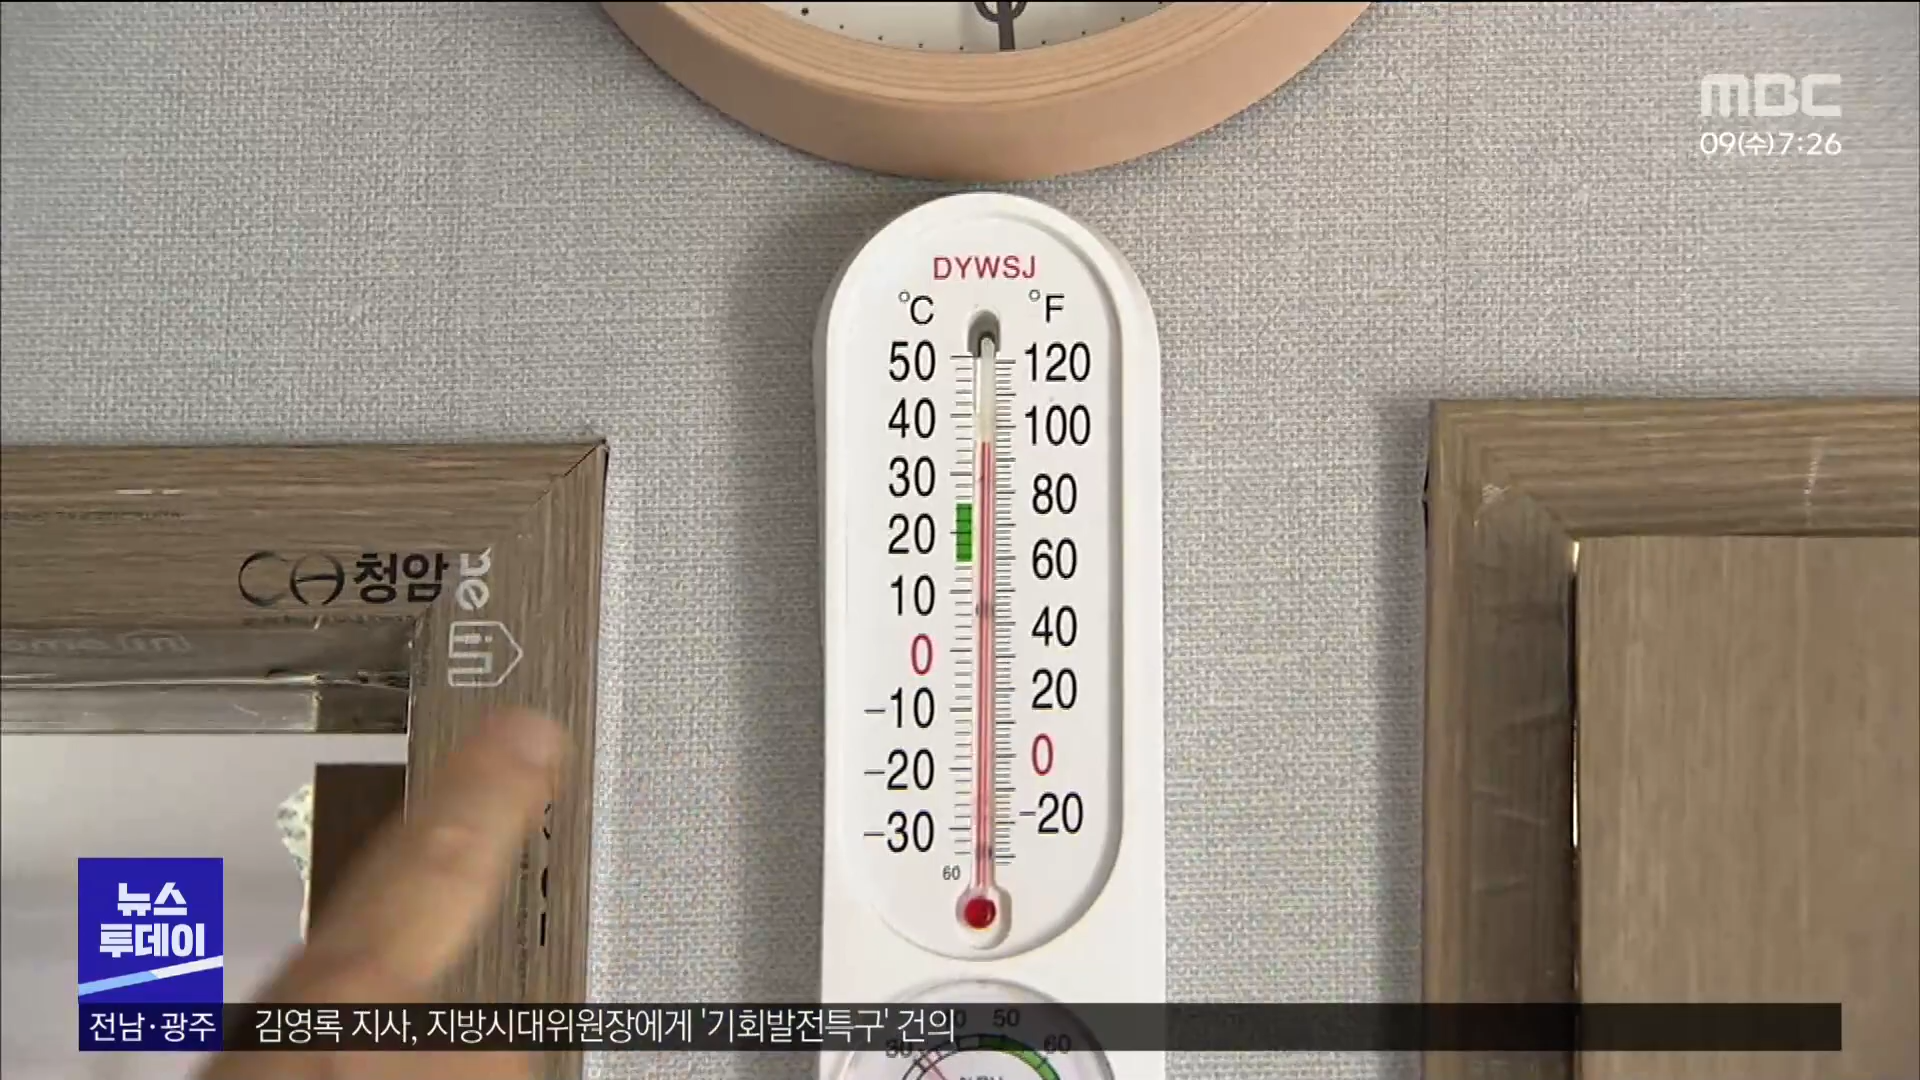 MBC
09(수)7:26
DYWSJ
°C °F
50 120
40 100
30 80
20 60
10 40
0 20
-10 0
-20 -20
-30
60
CA 청암
in
뉴스
투데이
전남·광주 김영록 지사, 지방시대위원장에게 '기회발전특구' 건의
50
60